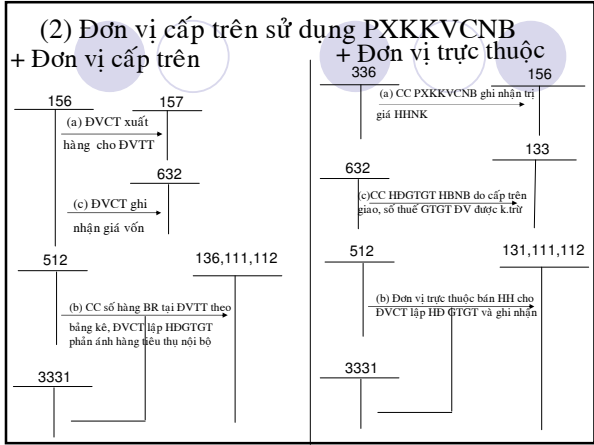 (2) Đơn vị cấp trên sử dụng PXKKVCNB
+ Đơn vị cấp trên
156
157
(a) ĐVCT xuất
hàng cho ĐVTT
632
(c) ĐVCT ghi
nhận giá vốn
512
136,111,112
(b) CC số hàng BR tại ĐVTT theo
bảng kê, ĐVCT lập HĐGTGT
phản ánh hàng tiêu thụ nội bộ
3331
+ Đơn vị trực thuộc
336
156
(a) CC PXKKVCNB ghi nhận trị
giá HHNK
133
632
(c)CC HĐGTGT HBNB do cấp trên
giao, số thuế GTGT ĐV được k.trừ
512
131,111,112
(b) Đơn vị trực thuộc bán HH cho
ĐVCT lập HĐ GTGT và ghi nhận
3331